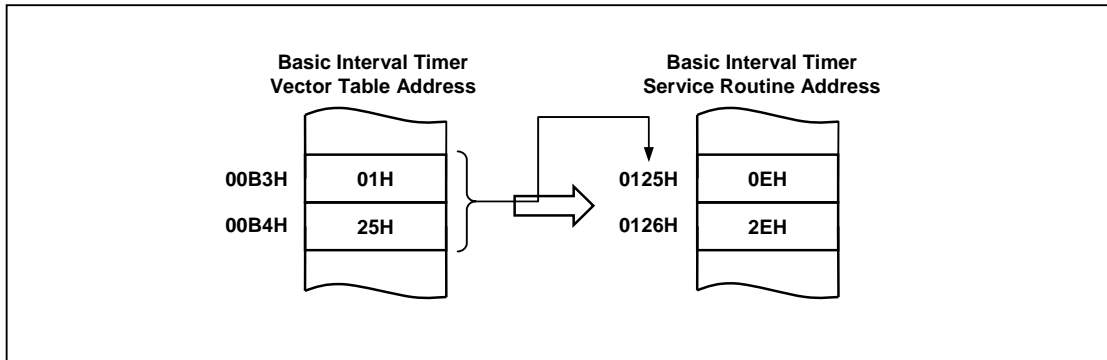 Basic Interval Timer
Vector Table Address
00B3H 01H
00B4H 25H
Basic Interval Timer
Service Routine Address
0125H 0EH
0126H 2EH